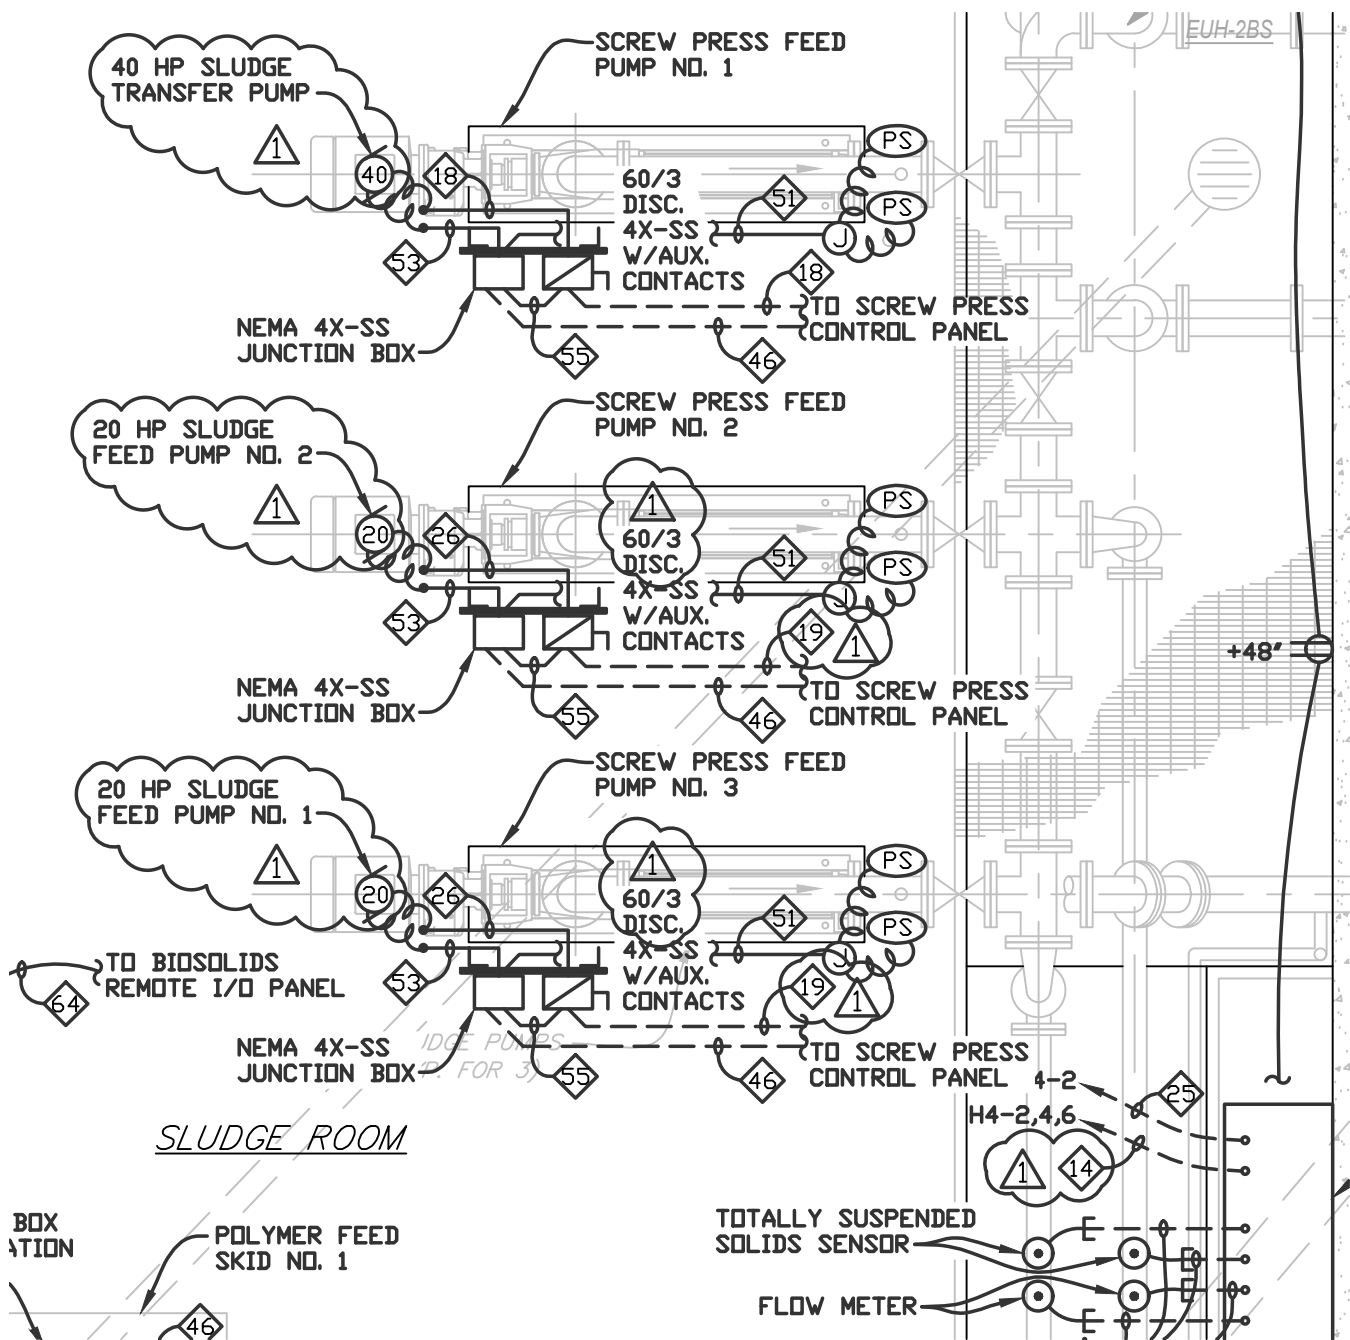 EUH-2BS
SCREW PRESS FEED
PUMP NO. 1
40 HP SLUDGE
TRANSFER PUMP
1
40
18
60/3
DISC.
4X-SS
W/AUX.
CONTACTS
51
PS
PS
J
53
18
TO SCREW PRESS
CONTROL PANEL
NEMA 4X-SS
JUNCTION BOX
55
46
SCREW PRESS FEED
PUMP NO. 2
20 HP SLUDGE
FEED PUMP NO. 2
1
20
26
1
60/3
DISC.
4X-SS
W/AUX.
CONTACTS
51
PS
PS
J
53
19
1
+48"
TO SCREW PRESS
CONTROL PANEL
NEMA 4X-SS
JUNCTION BOX
55
46
SCREW PRESS FEED
PUMP NO. 3
20 HP SLUDGE
FEED PUMP NO. 1
1
20
26
1
60/3
DISC.
4X-SS
W/AUX.
CONTACTS
51
PS
PS
J
53
19
1
TO BIOSOLIDS
REMOTE I/O PANEL
64
TO SCREW PRESS
CONTROL PANEL
NEMA 4X-SS
JUNCTION BOX
PUMPS
FOR 3)
55
46
4-2
25
H4-2,4,6
1
14
SLUDGE ROOM
BOX
POLYMER FEED
SKID NO. 1
46
TOTALLY SUSPENDED
SOLIDS SENSOR
FLOW METER